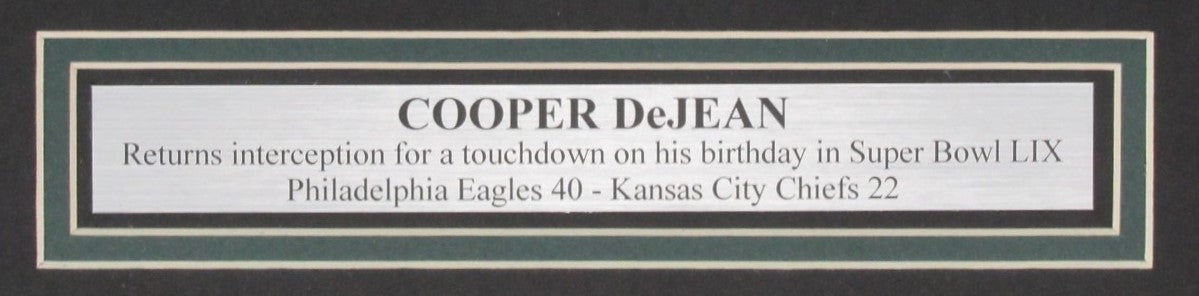 COOPER DeJEAN
Returns interception for a touchdown on his birthday in Super Bowl LIX
Philadelphia Eagles 40 - Kansas City Chiefs 22